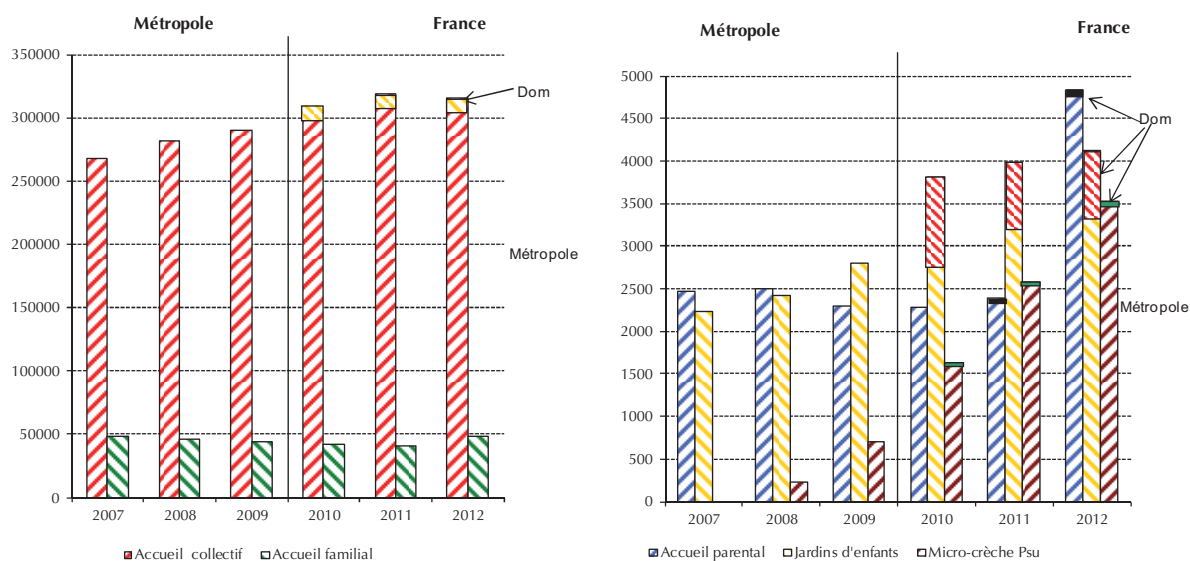 Métropole France
350000
300000
250000
200000
150000
100000
50000
0
Dom
Métropole
2007 2008 2009 2010 2011 2012
Accueil collectif Accueil familial
Métropole France
5000
4500
4000
3500
3000
2500
2000
1500
1000
500
0
Dom
Métropole
2007 2008 2009 2010 2011 2012
Accueil parental Jardins d'enfants Micro-crèche Psu